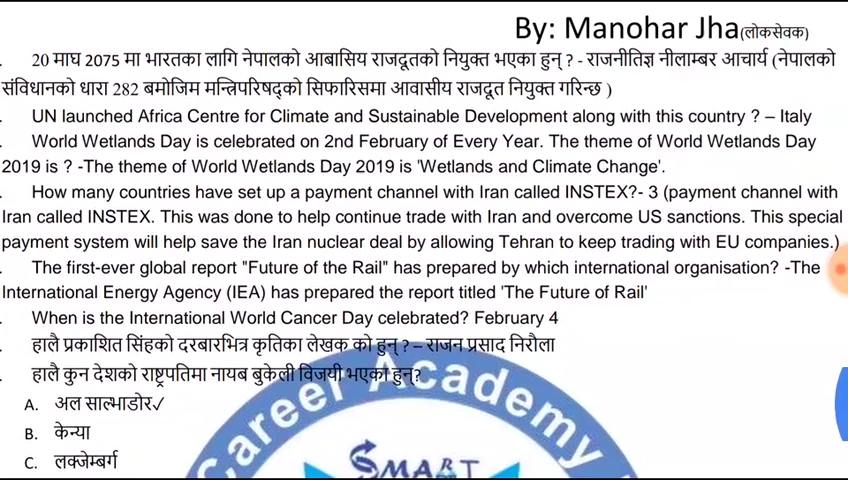 By: Manohar Jha(लोकसेवक)
. 20 माघ 2075 मा भारतका लागि नेपालको आबासिय राजदूतको नियुक्त भएका हुन् ? - राजनीतिज्ञ नीलाम्बर आचार्य (नेपालको
संविधानको धारा 282 बमोजिम मन्त्रिपरिषद्को सिफारिसमा आवासीय राजदूत नियुक्त गरिन्छ )
. UN launched Africa Centre for Climate and Sustainable Development along with this country ? – Italy
. World Wetlands Day is celebrated on 2nd February of Every Year. The theme of World Wetlands Day
2019 is ? -The theme of World Wetlands Day 2019 is 'Wetlands and Climate Change'.
. How many countries have set up a payment channel with Iran called INSTEX?- 3 (payment channel with
Iran called INSTEX. This was done to help continue trade with Iran and overcome US sanctions. This special
payment system will help save the Iran nuclear deal by allowing Tehran to keep trading with EU companies.)
. The first-ever global report "Future of the Rail" has prepared by which international organisation? -The
International Energy Agency (IEA) has prepared the report titled 'The Future of Rail'
. When is the International World Cancer Day celebrated? February 4
. हालै प्रकाशित सिंहको दरबारभित्र कृतिका लेखक को हुन् ? – राजन प्रसाद निरौला
. हालै कुन देशको राष्ट्रपतिमा नायब बुकेली विजयी भएका हुन्?
A. अल साल्भाडोर✓
B. केन्या
C. लक्जेम्बर्ग
Career Academy
SMART